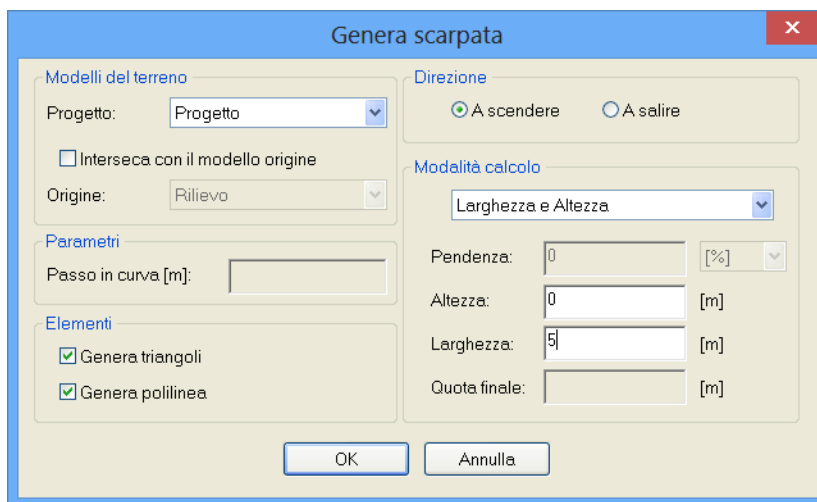 Genera scarpata
x
Modelli del terreno
Progetto: Progetto
Interseca con il modello origine
Origine: Rilievo
Parametri
Passo in curva [m]:
Elementi
Genera triangoli
Genera polilinea
Direzione
A scendere A salire
Modalità calcolo
Larghezza e Altezza
Pendenza: 0 [%]
Altezza: 0 [m]
Larghezza: 5 [m]
Quota finale: [m]
OK Annulla